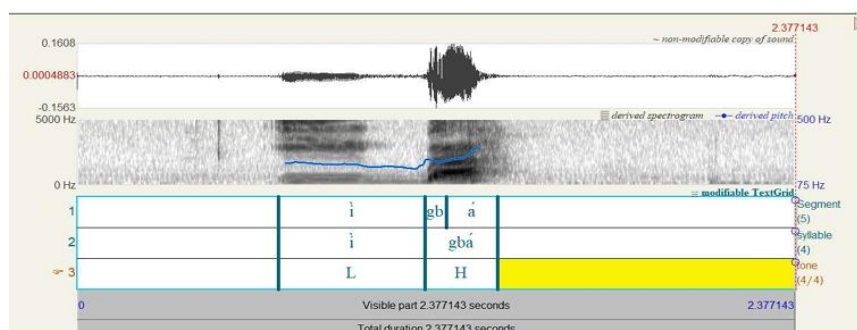 2.377143
~ non-modifiable copy of sound
0.1608
0.0004883
-0.1563
derived spectrogram derived pitch
5000 Hz 500 Hz
0 Hz 75 Hz
modifiable TextGrid
1 ì gb á Segment (5)
2 ì gbá syllable (4)
3 L H tone (4/4)
0 Visible part 2.377143 seconds 2.377143
Total duration 2.377143 seconds